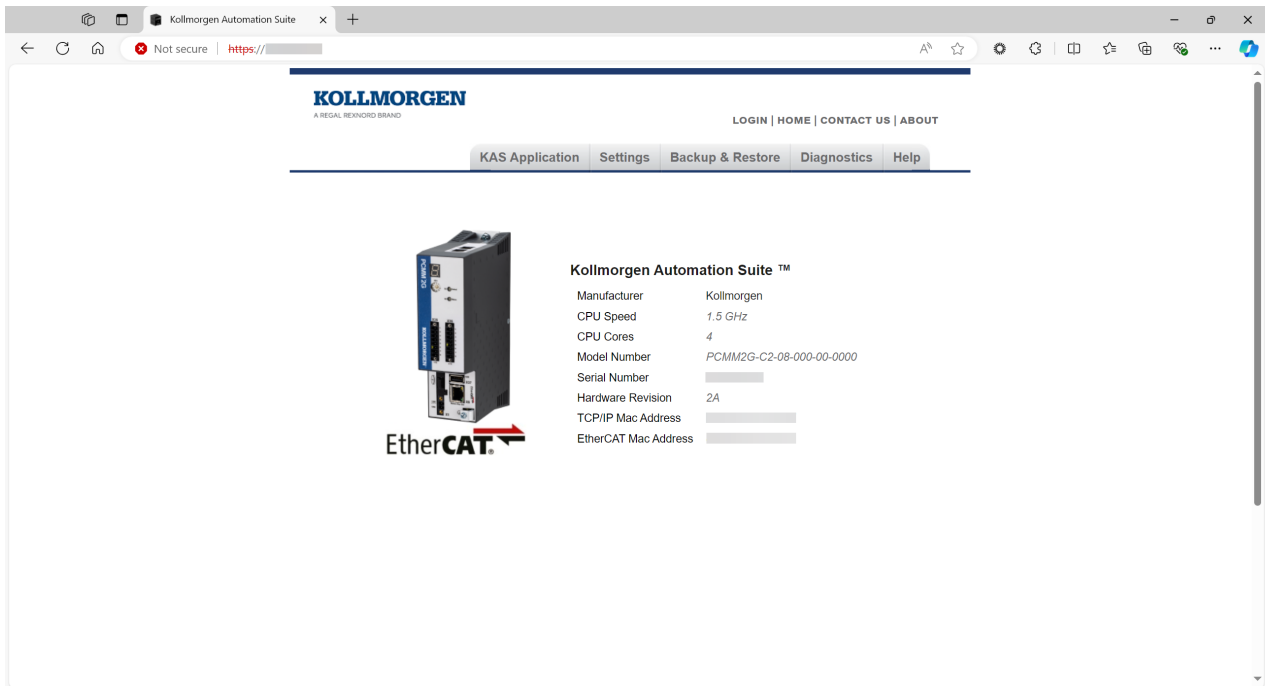 Kollmorgen Automation Suite
Not secure https://
KOLLMORGEN
A REGAL REXNORD BRAND
LOGIN | HOME | CONTACT US | ABOUT
KAS Application Settings Backup & Restore Diagnostics Help
PCMM 2G
KOLLMORGEN
EtherCAT®
Kollmorgen Automation Suite ™
Manufacturer Kollmorgen
CPU Speed 1.5 GHz
CPU Cores 4
Model Number PCMM2G-C2-08-000-00-0000
Serial Number
Hardware Revision 2A
TCP/IP Mac Address
EtherCAT Mac Address